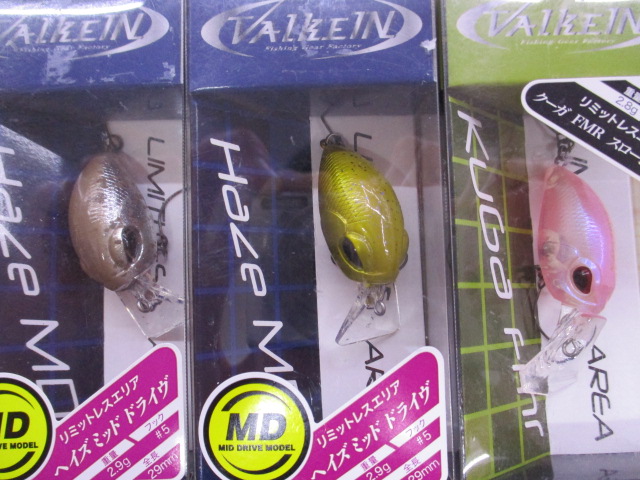 VALKEIN
Fishing Gear Factory
Haze MD
LIMITLESS
MD
リミットレスエリア
ヘイズ ミッド ドライヴ
重量 全長 フック
2.9g 29mm #5
VALKEIN
Fishing Gear Factory
Haze M
AREA
MD
MID DRIVE MODEL
リミットレスエリア
ヘイズ ミッド ドライヴ
重量 全長 フック
2.9g 29mm #5
VALKEIN
Fishing Gear Factory
2.8g
リミットレス
クーガ FMR スロー
Kuga Fmr
AREA